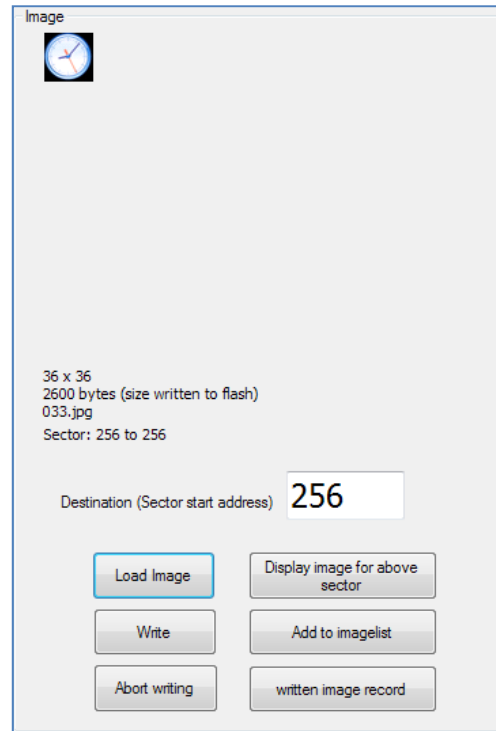 Image
36 x 36
2600 bytes (size written to flash)
033.jpg
Sector: 256 to 256
Destination (Sector start address) 256
Load Image
Display image for above
sector
Write
Add to imagelist
Abort writing
written image record